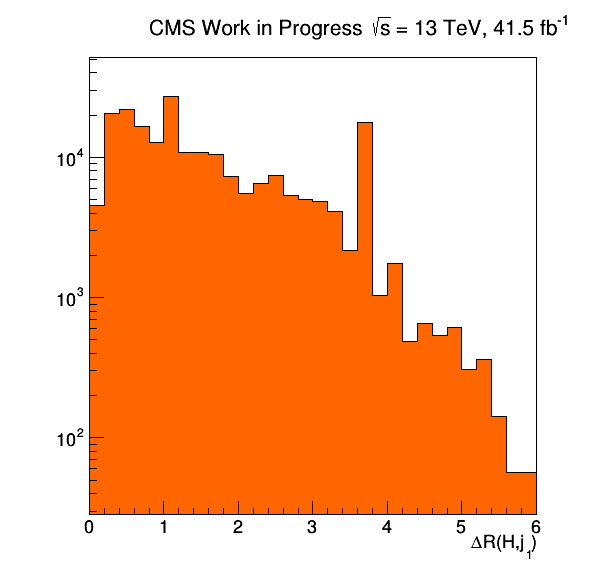 CMS Work in Progress √s = 13 TeV, 41.5 fb⁻¹
10⁴
10³
10²
0 1 2 3 4 5 6
ΔR(H,j₁)